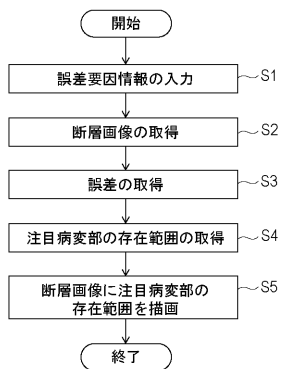 開始
誤差要因情報の入力
S1
断層画像の取得
S2
誤差の取得
S3
注目病変部の存在範囲の取得
S4
断層画像に注目病変部の
存在範囲を描画
S5
終了